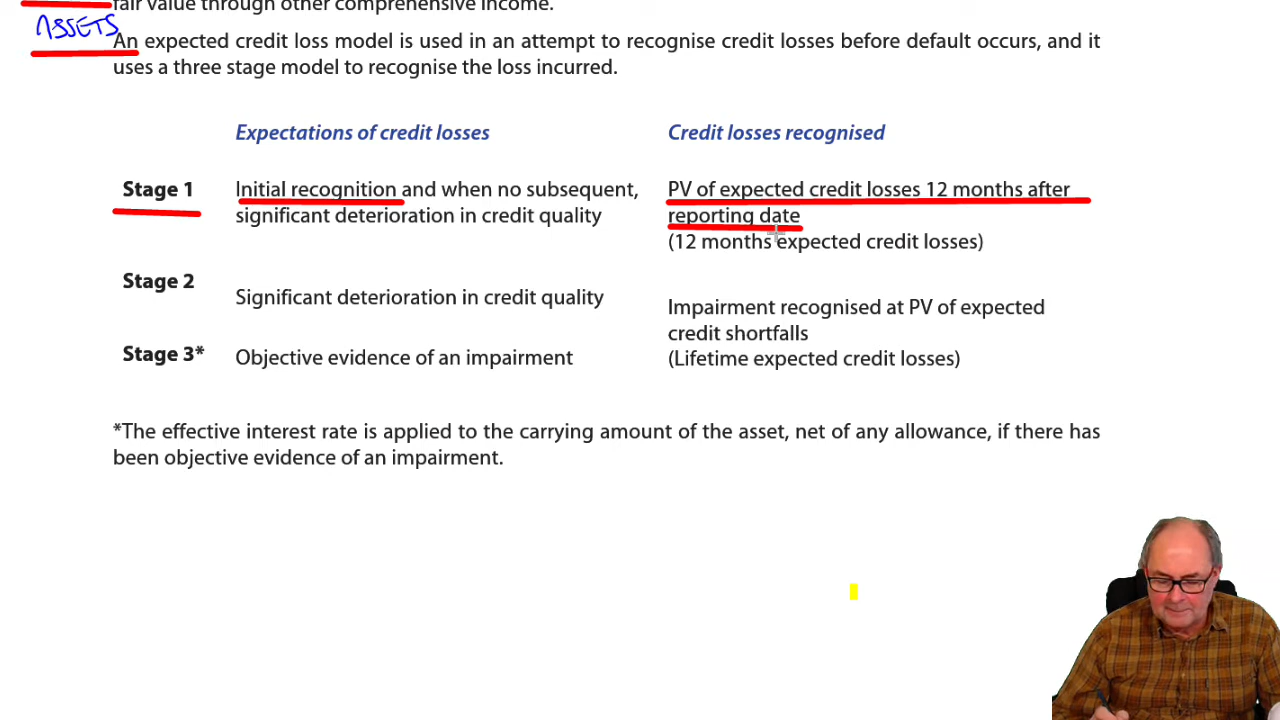 fair value through other comprehensive income.
ASSETS
An expected credit loss model is used in an attempt to recognise credit losses before default occurs, and it
uses a three stage model to recognise the loss incurred.
Expectations of credit losses Credit losses recognised
Stage 1 Initial recognition and when no subsequent, PV of expected credit losses 12 months after
significant deterioration in credit quality reporting date
(12 months expected credit losses)
Stage 2
Significant deterioration in credit quality Impairment recognised at PV of expected
credit shortfalls
Stage 3* Objective evidence of an impairment (Lifetime expected credit losses)
*The effective interest rate is applied to the carrying amount of the asset, net of any allowance, if there has
been objective evidence of an impairment.